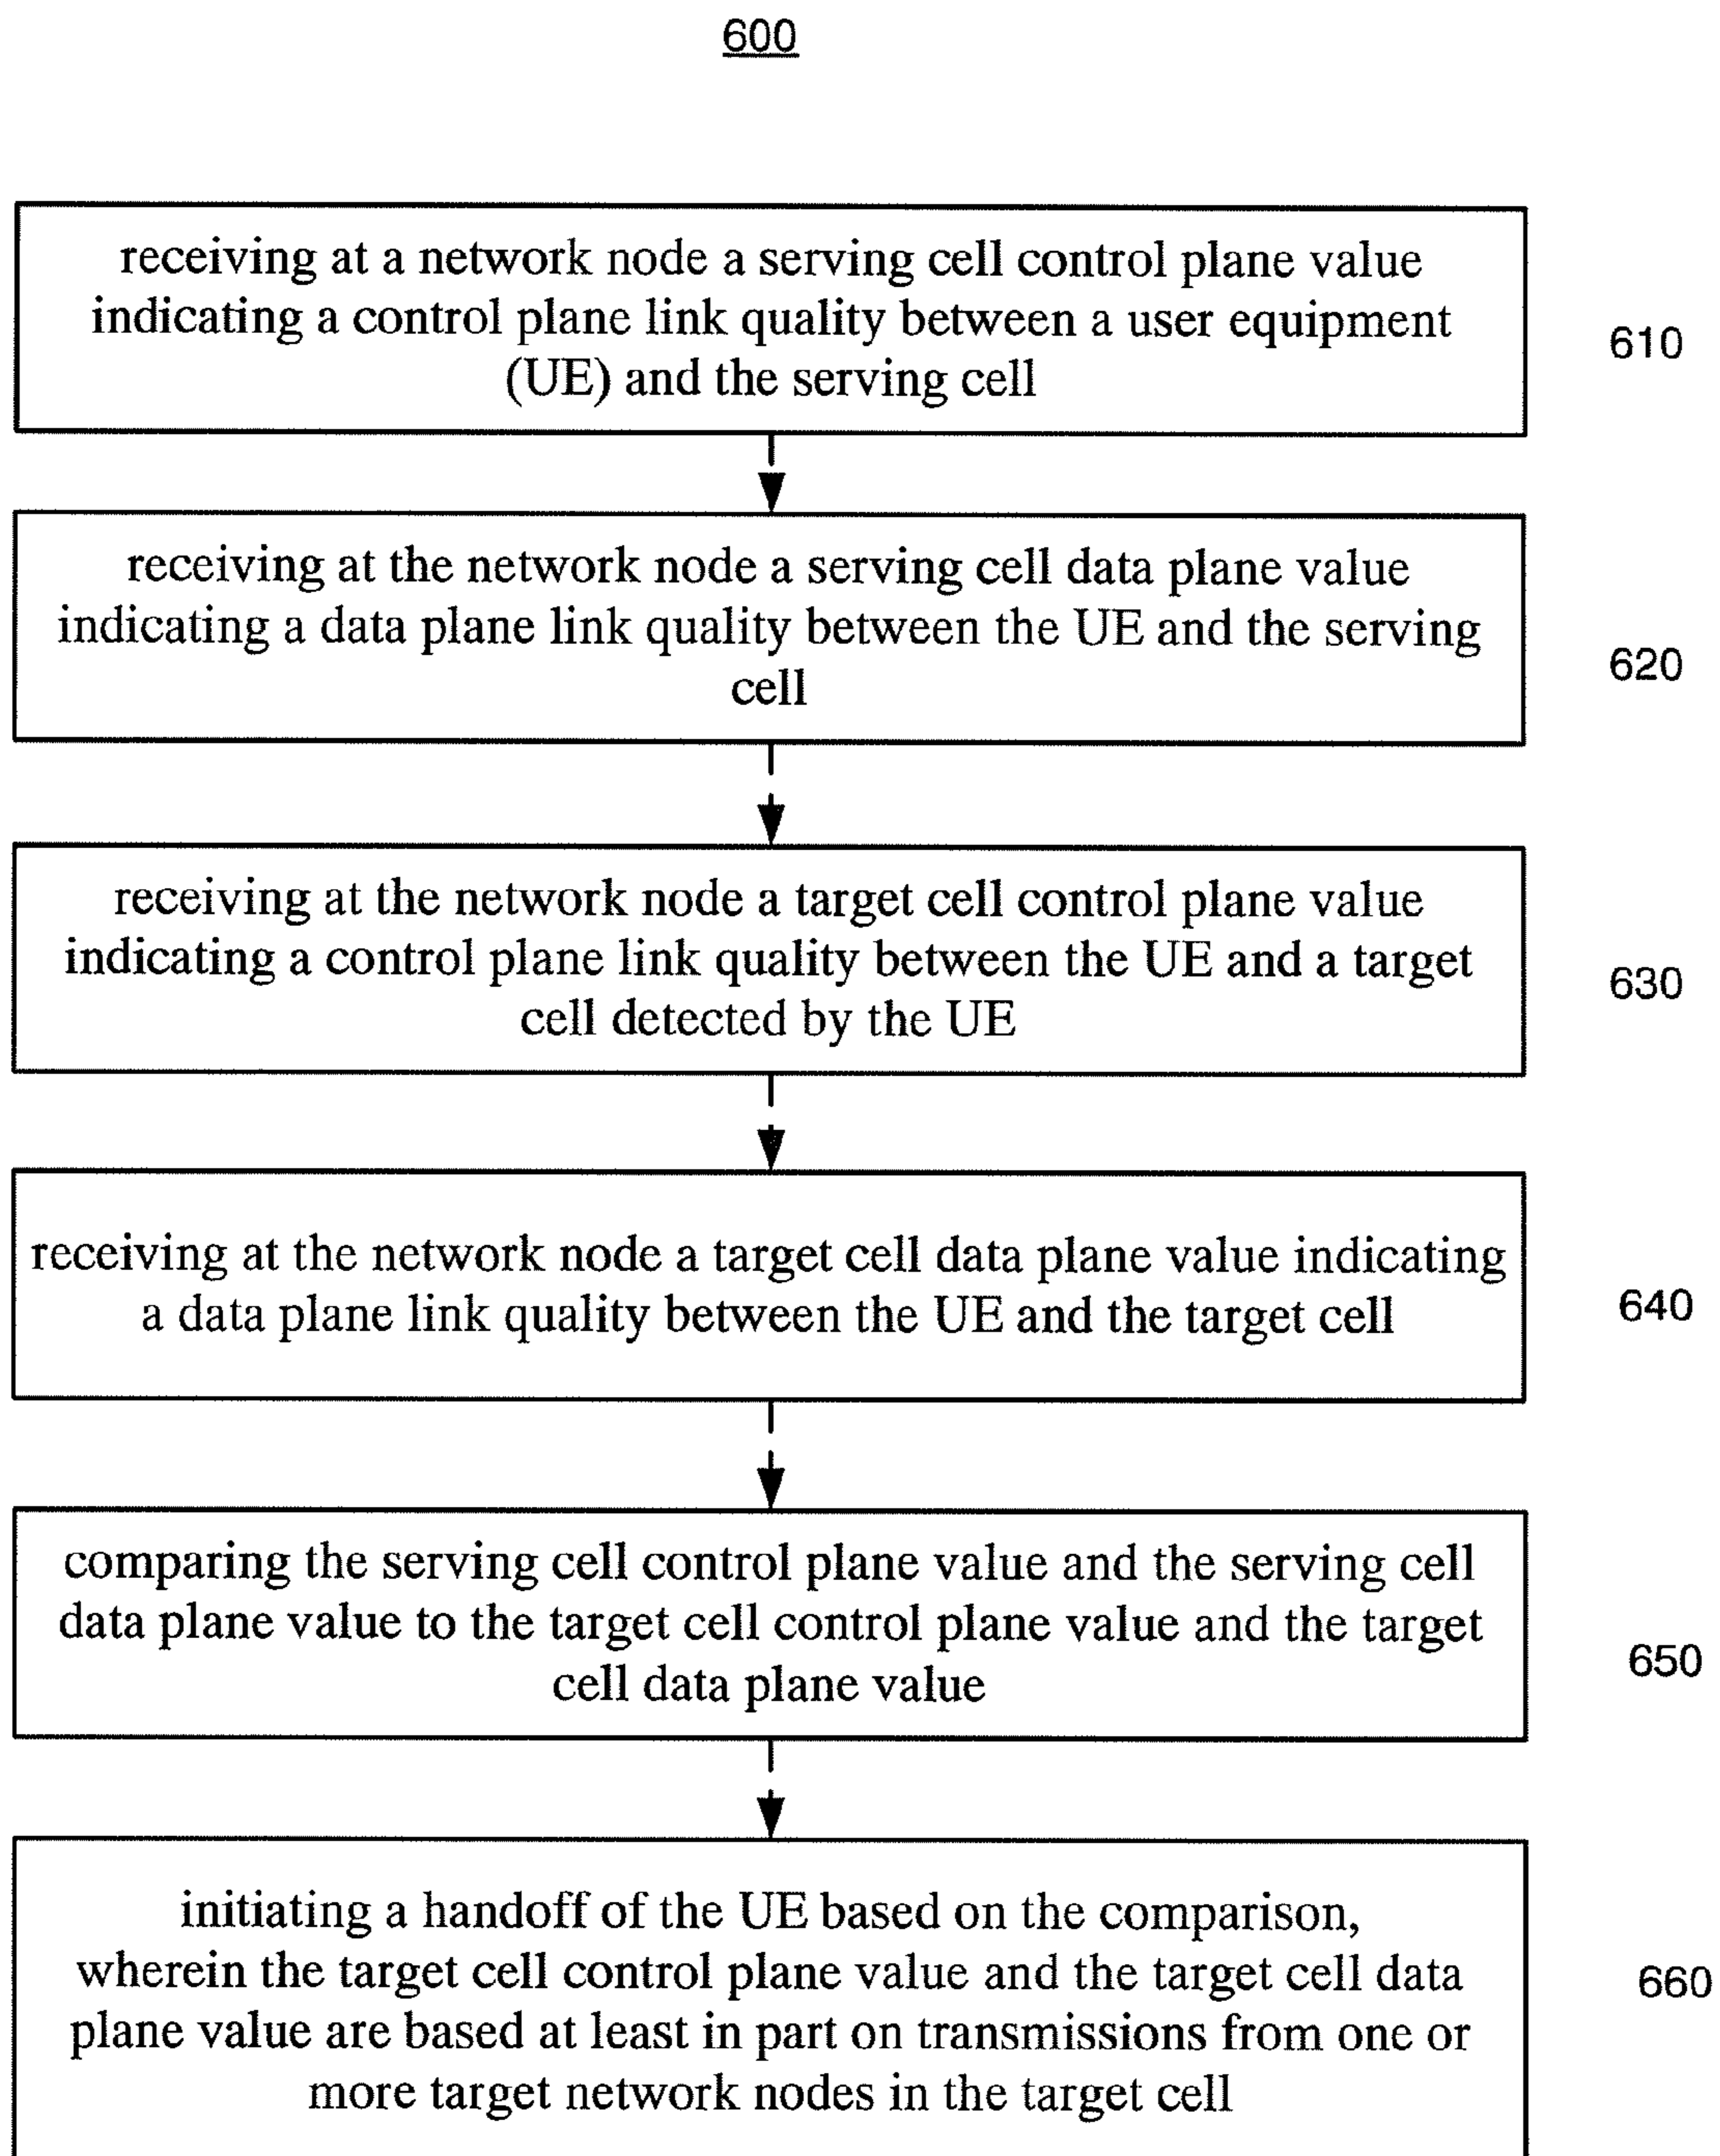 600
receiving at a network node a serving cell control plane value
indicating a control plane link quality between a user equipment
(UE) and the serving cell
610
receiving at the network node a serving cell data plane value
indicating a data plane link quality between the UE and the serving
cell
620
receiving at the network node a target cell control plane value
indicating a control plane link quality between the UE and a target
cell detected by the UE
630
receiving at the network node a target cell data plane value indicating
a data plane link quality between the UE and the target cell
640
comparing the serving cell control plane value and the serving cell
data plane value to the target cell control plane value and the target
cell data plane value
650
initiating a handoff of the UE based on the comparison,
wherein the target cell control plane value and the target cell data
plane value are based at least in part on transmissions from one or
more target network nodes in the target cell
660